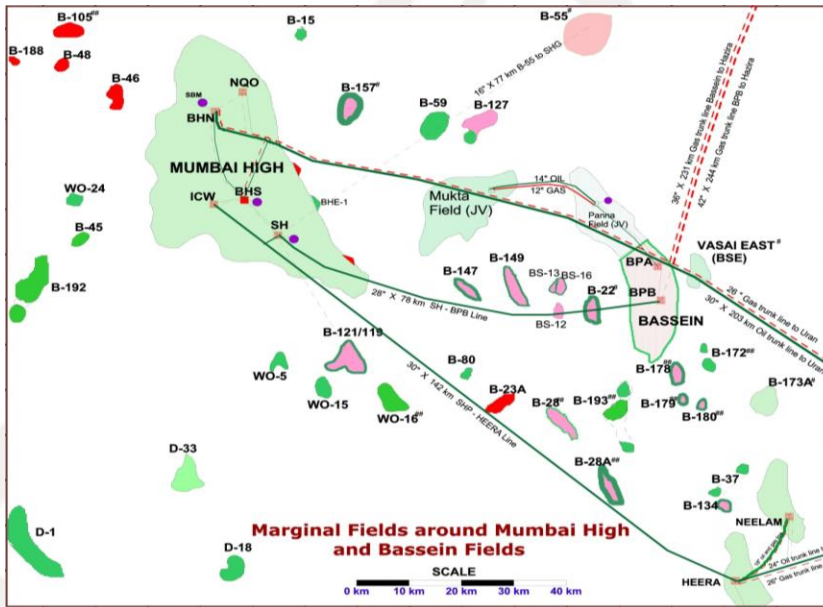 B-105##
B-15
B-55#
B-188
B-48
B-46
NQO
SBM
BHN
B-157#
B-59
B-127
16" X 77 km B-55 to SHG
36" X 231 km Gas trunk line Bassein to Hazira
42" X 244 km Gas trunk line BPB to Hazira
MUMBAI HIGH
ICW
BHS
BHE-1
SH
WO-24
B-45
B-192
14" OIL
12" GAS
Mukta
Field (JV)
Panna
Field (JV)
VASAI EAST#
(BSE)
BPA
BPB
BASSEIN
26" Gas trunk line to Uran
30" X 203 km Oil trunk line to Uran
B-147
B-149
BS-13
BS-16
B-22#
BS-12
28" X 78 km SH - BPB Line
B-121/119
WO-5
WO-15
WO-16##
B-80
B-23A
30" X 142 km SHP - HEERA Line
B-28#
B-193##
B-178##
B-172##
B-179##
B-180##
B-173A#
B-28A##
D-33
D-1
D-18
B-37
B-134
NEELAM
HEERA
24" Oil trunk line
26" Gas trunk line
Marginal Fields around Mumbai High
and Bassein Fields
SCALE
0 km 10 km 20 km 30 km 40 km